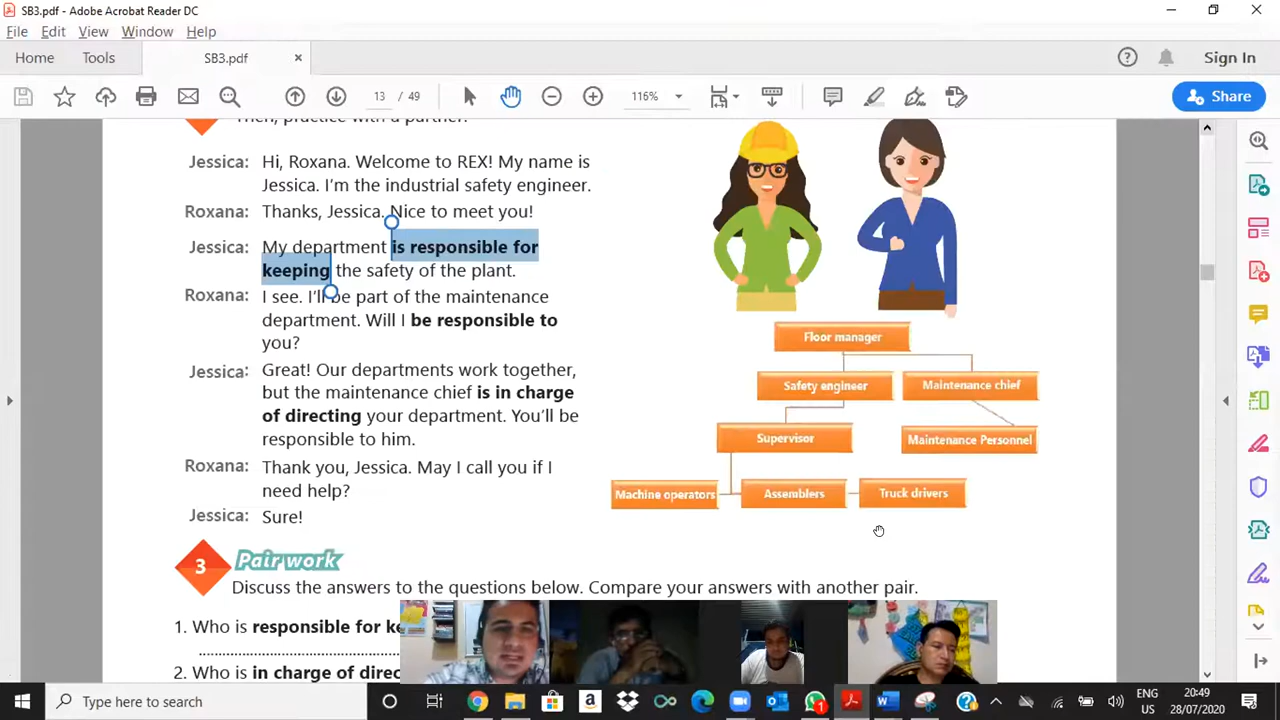 SB3.pdf - Adobe Acrobat Reader DC
File Edit View Window Help
Home Tools SB3.pdf × Sign In
13 / 49 116% Share
Then, practice with a partner.
Jessica: Hi, Roxana. Welcome to REX! My name is
Jessica. I'm the industrial safety engineer.
Roxana: Thanks, Jessica. Nice to meet you!
Jessica: My department is responsible for
keeping the safety of the plant.
Roxana: I see. I'll be part of the maintenance
department. Will I be responsible to
you?
Jessica: Great! Our departments work together,
but the maintenance chief is in charge
of directing your department. You'll be
responsible to him.
Roxana: Thank you, Jessica. May I call you if I
need help?
Jessica: Sure!
Floor manager
Safety engineer Maintenance chief
Supervisor Maintenance Personnel
Machine operators Assemblers Truck drivers
3 Pair work
Discuss the answers to the questions below. Compare your answers with another pair.
1. Who is responsible for ke
2. Who is in charge of direc
Type here to search
1
ENG 20:49
US 28/07/2020